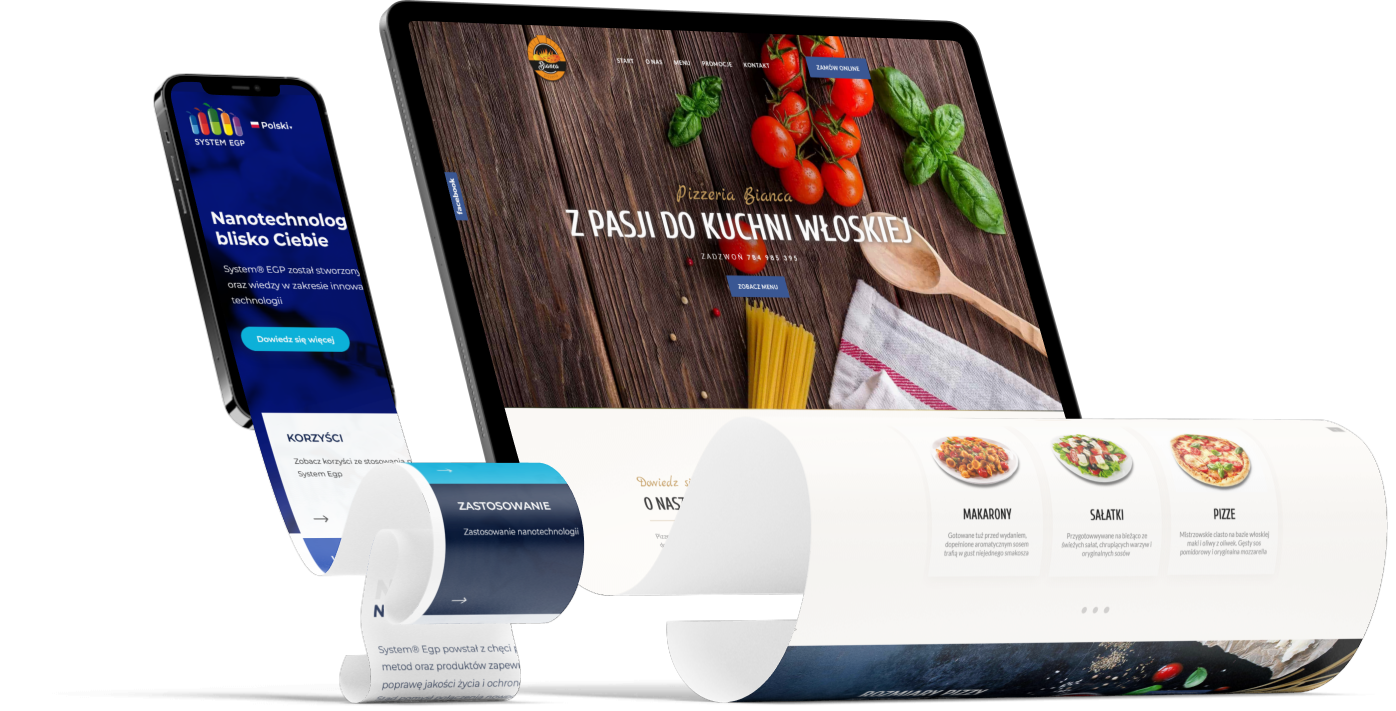 SYSTEM EGP
Polski
Nanotechnolog
blisko Ciebie
System® EGP został stworzony
oraz wiedzy w zakresie innowa
technologii
Dowiedz się więcej
KORZYŚCI
Zobacz korzyści ze stosowania p
System Egp
ZASTOSOWANIE
Zastosowanie nanotechnologii
N
System® Egp powstał z chęci p
metod oraz produktów zapew
poprawę jakości życia i ochron
Bianca
START O NAS MENU PROMOCJE KONTAKT ZAMÓW ONLINE
facebook
Pizzeria Bianca
Z PASJI DO KUCHNI WŁOSKIEJ
ZADZWOŃ 784 985 395
ZOBACZ MENU
Dowiedz si
O NAS
MAKARONY
Gotowane tuż przed wydaniem,
dopełnione aromatycznym sosem
trafią w gust niejednego smakosza
SAŁATKI
Przygotowywane na bieżąco ze
świeżych sałat, chrupiących warzyw i
oryginalnych sosów
PIZZE
Mistrzowskie ciasto na bazie włoskiej
mąki i oliwy z oliwek. Gęsty sos
pomidorowy i oryginalna mozzarella
ROZMIARY PIZZY